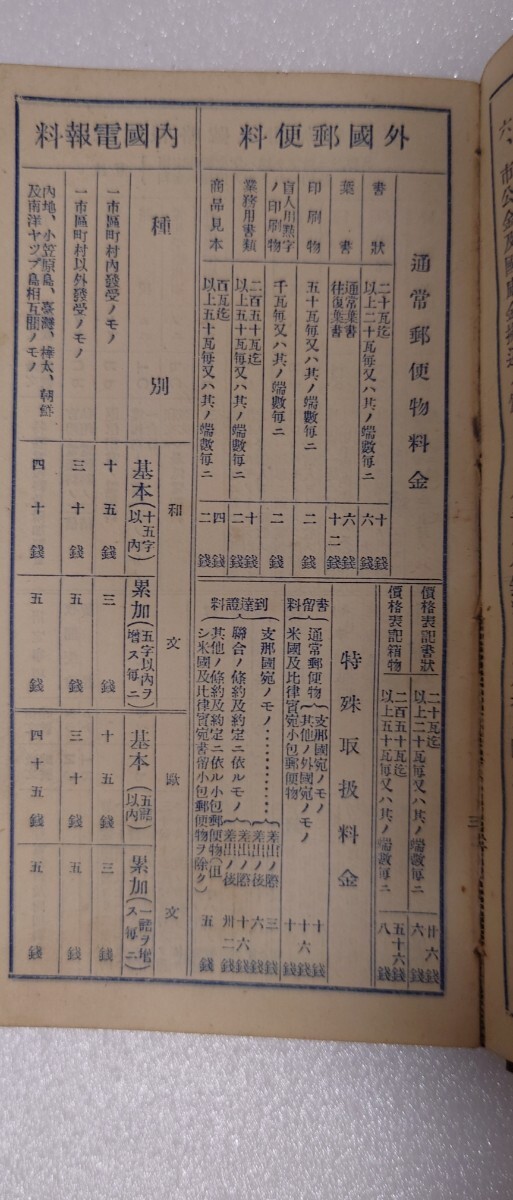 外國郵便料
通常郵便物料金
書狀
二十瓦迄
以上二十瓦每又ハ其ノ端數每ニ
十錢
六錢
葉書
通常葉書
往復葉書
六錢
十二錢
印刷物
五十瓦每又ハ其ノ端數每ニ
二錢
盲人用點字
ノ印刷物
千瓦每又ハ其ノ端數每ニ
二錢
業務用書類
二百五十瓦迄
以上五十瓦每又ハ其ノ端數每ニ
十錢
二錢
商品見本
百瓦迄
以上五十瓦每又ハ其ノ端數每ニ
四錢
二錢
價格表記書狀
二十瓦迄
以上二十瓦每又ハ其ノ端數每ニ
廿六錢
六錢
價格表記箱物
二百五十瓦迄
以上五十瓦每又ハ其ノ端數每ニ
五十六錢
八錢
特殊取扱料金
書留料
通常郵便物
支那國宛ノモノ
其他ノ外國宛ノモノ
米國及比律賓宛小包郵便物
十錢
十六錢
十錢
到達證料
支那國宛ノモノ
差出ノ際
差出ノ後
三錢
六錢
聯合ノ條約及約定ニ依ルモノ
差出ノ際
差出ノ後
十六錢
卅二錢
其他ノ條約及約定ニ依ル小包郵便物(但
シ米國及比律賓宛書留小包郵便物ヲ除ク)
五錢
內國電報料
種別
和文
基本(十五字以內)
累加(五字以內ヲ增ス每ニ)
歐文
基本(五語以內)
累加(一語ヲ增ス每ニ)
一市區町村內發受ノモノ
十五錢
三錢
十五錢
三錢
一市區町村以外發受ノモノ
三十錢
五錢
三十錢
五錢
內地、小笠原島、臺灣、樺太、朝鮮
及南洋ヤップ島相互間ノモノ
四十錢
五錢
四十五錢
五錢
三